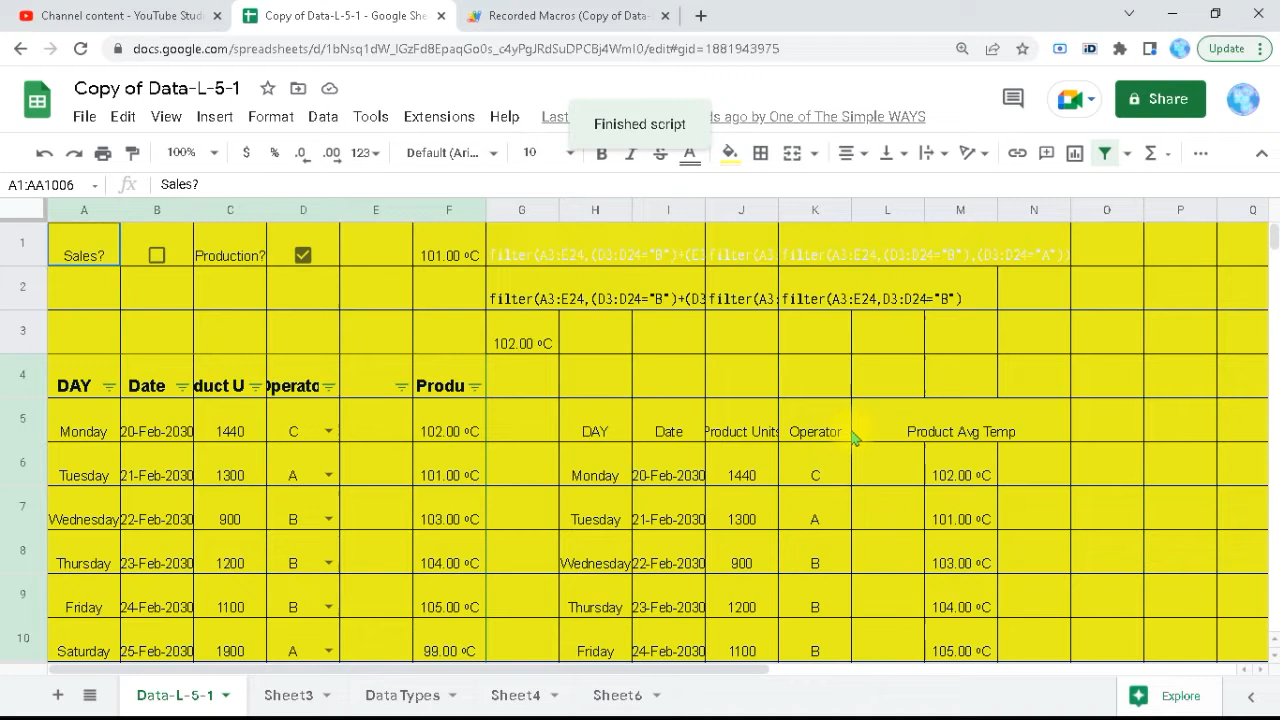 Channel content - YouTube Stud
Copy of Data-L-5-1 - Google She
Recorded Macros (Copy of Data-
docs.google.com/spreadsheets/d/1bNsq1dW_lGzFd8EpaqGo0s_c4yPgJRdSuDPCBj4WmI0/edit#gid=1881943975
Update
Copy of Data-L-5-1
File Edit View Insert Format Data Tools Extensions Help
Last
ds ago by One of The Simple WAYS
Finished script
Share
100% $ % .0 .00 123 Default (Ari... 10 B I S A
A1:AA1006 fx Sales?
A B C D E F G H I J K L M N O P Q
1 Sales? Production? 101.00 ºC filter(A3:E24,(D3:D24="B")+(E3 filter(A3: filter(A3:E24,(D3:D24="B"),(D3:D24="A"))
2 filter(A3:E24,(D3:D24="B")+(D3 filter(A3: filter(A3:E24,D3:D24="B")
3 102.00 ºC
4 DAY Date duct U Operato Produ
5 Monday 20-Feb-2030 1440 C 102.00 ºC DAY Date Product Units Operator Product Avg Temp
6 Tuesday 21-Feb-2030 1300 A 101.00 ºC Monday 20-Feb-2030 1440 C 102.00 ºC
7 Wednesday 22-Feb-2030 900 B 103.00 ºC Tuesday 21-Feb-2030 1300 A 101.00 ºC
8 Thursday 23-Feb-2030 1200 B 104.00 ºC Wednesday 22-Feb-2030 900 B 103.00 ºC
9 Friday 24-Feb-2030 1100 B 105.00 ºC Thursday 23-Feb-2030 1200 B 104.00 ºC
10 Saturday 25-Feb-2030 1900 A 99.00 ºC Friday 24-Feb-2030 1100 B 105.00 ºC
Data-L-5-1 Sheet3 Data Types Sheet4 Sheet6 Explore